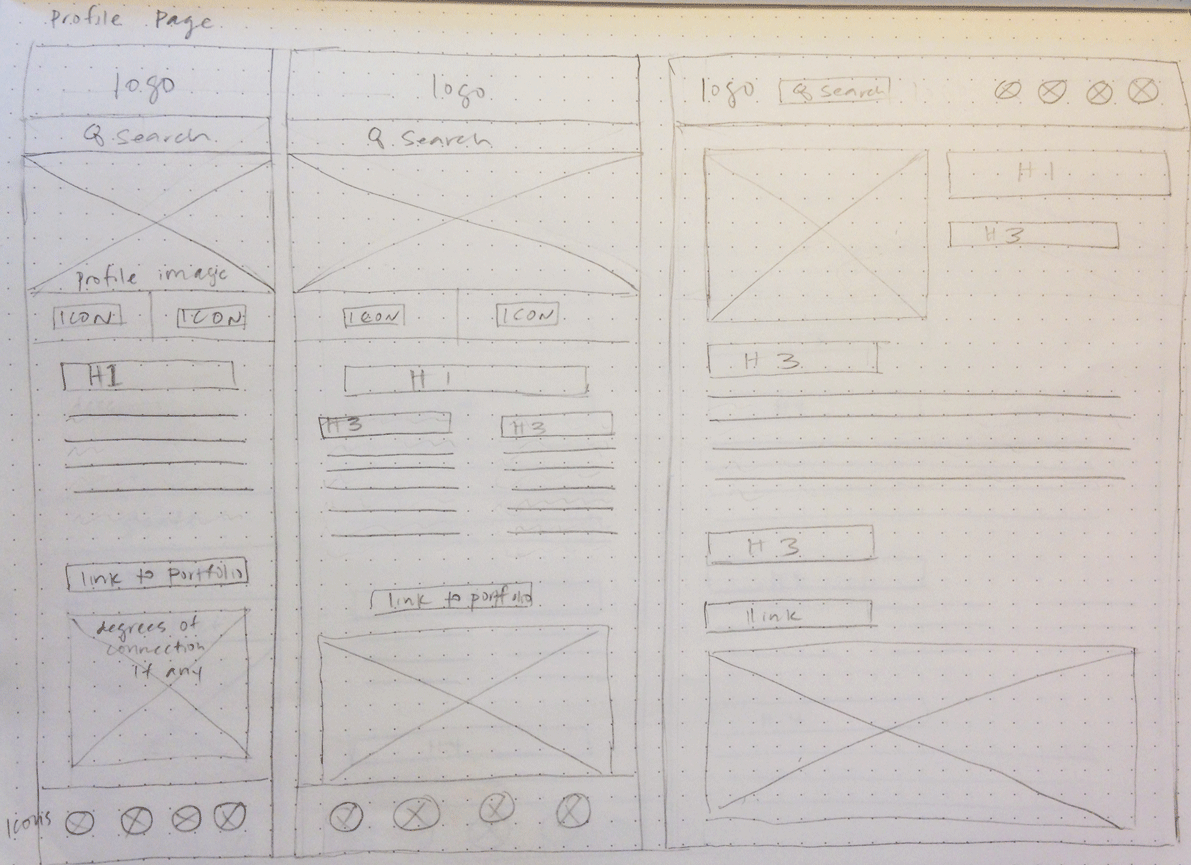 Profile Page
logo
Search
Profile image
ICON ICON
H1
link to portfolio
degrees of
connection
if any
Icons
logo
Search
ICON ICON
H1
H3 H3
link to portfolio
logo Search
H1
H3
H3
H3
link